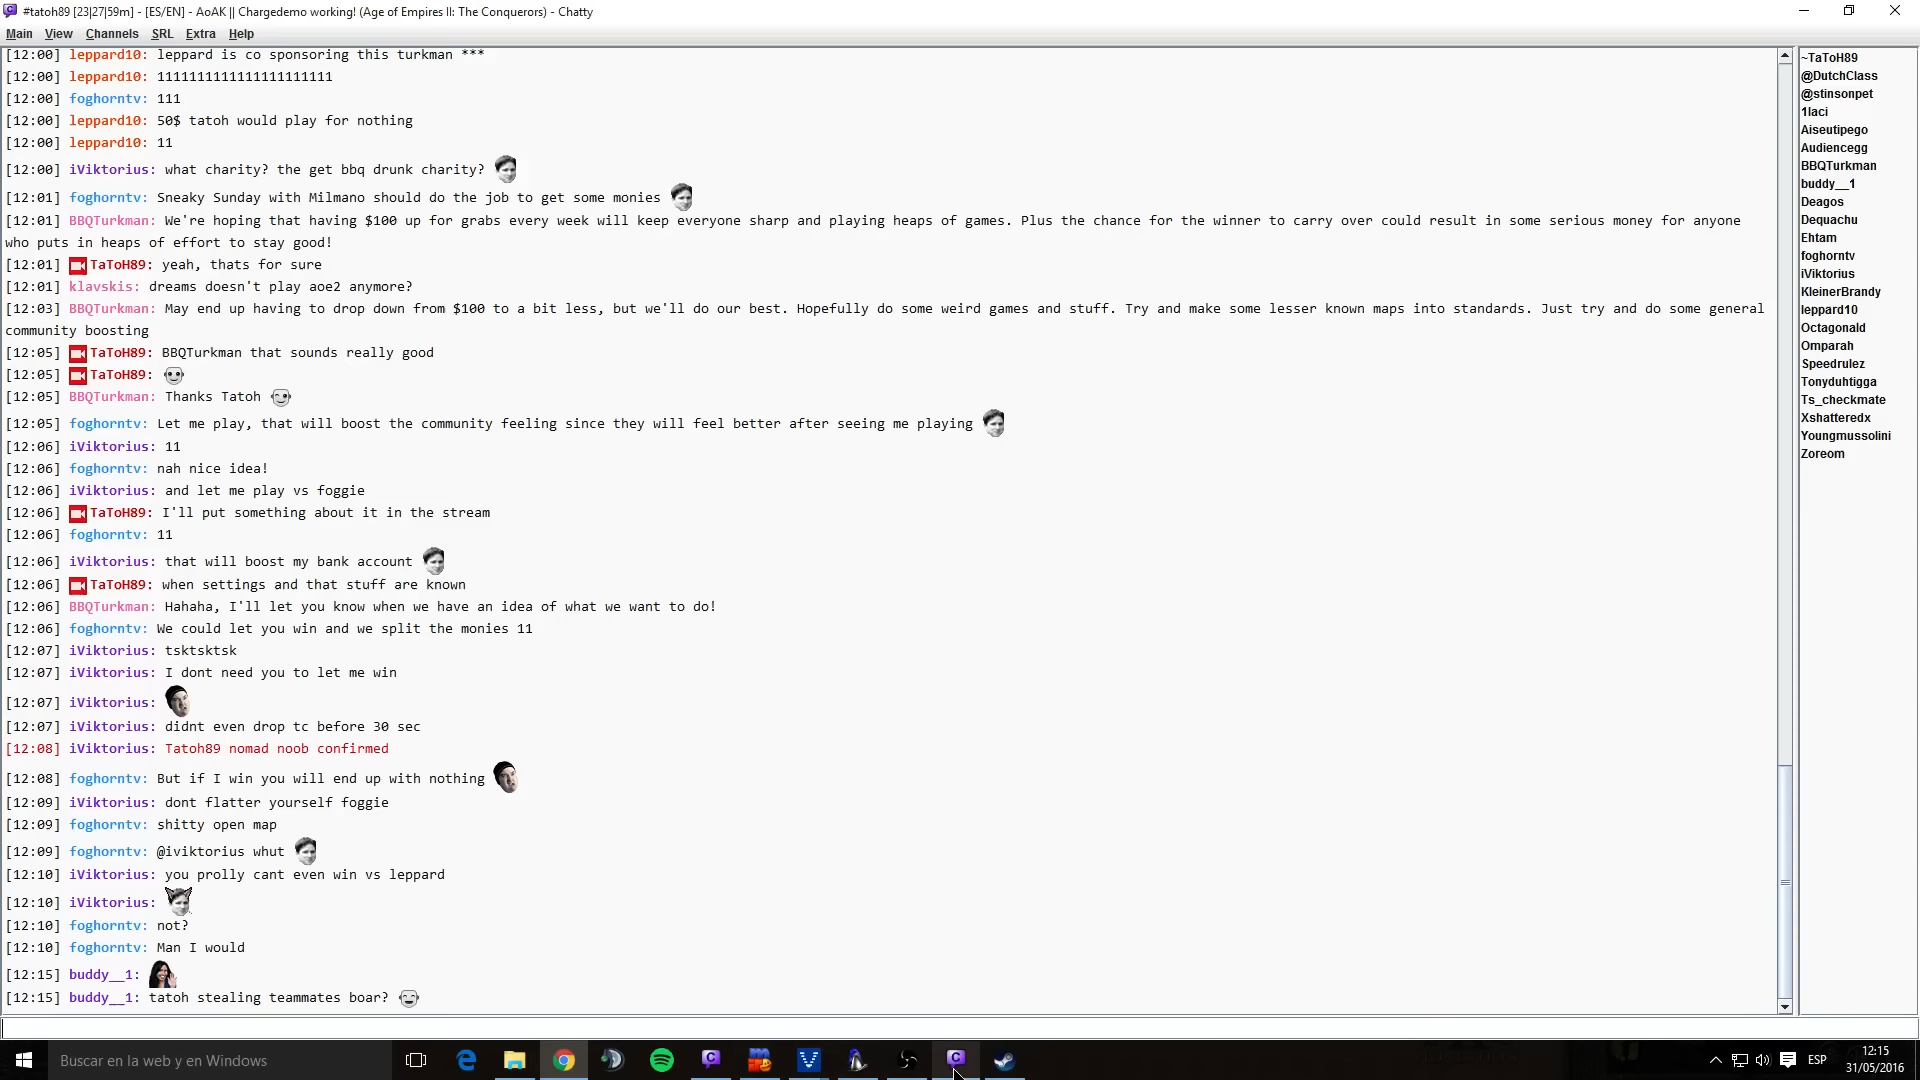 #tatoh89 [23|27|59m] - [ES/EN] - AoAK || Chargedemo working! (Age of Empires II: The Conquerors) - Chatty
Main View Channels SRL Extra Help
[12:00] leppard10: leppard is co sponsoring this turkman ***
[12:00] leppard10: 1111111111111111111111
[12:00] foghorntv: 111
[12:00] leppard10: 50$ tatoh would play for nothing
[12:00] leppard10: 11
[12:00] iViktorius: what charity? the get bbq drunk charity?
[12:01] foghorntv: Sneaky Sunday with Milmano should do the job to get some monies
[12:01] BBQTurkman: We're hoping that having $100 up for grabs every week will keep everyone sharp and playing heaps of games. Plus the chance for the winner to carry over could result in some serious money for anyone
who puts in heaps of effort to stay good!
[12:01] TaToH89: yeah, thats for sure
[12:01] klavskis: dreams doesn't play aoe2 anymore?
[12:03] BBQTurkman: May end up having to drop down from $100 to a bit less, but we'll do our best. Hopefully do some weird games and stuff. Try and make some lesser known maps into standards. Just try and do some general
community boosting
[12:05] TaToH89: BBQTurkman that sounds really good
[12:05] TaToH89:
[12:05] BBQTurkman: Thanks Tatoh
[12:05] foghorntv: Let me play, that will boost the community feeling since they will feel better after seeing me playing
[12:06] iViktorius: 11
[12:06] foghorntv: nah nice idea!
[12:06] iViktorius: and let me play vs foggie
[12:06] TaToH89: I'll put something about it in the stream
[12:06] foghorntv: 11
[12:06] iViktorius: that will boost my bank account
[12:06] TaToH89: when settings and that stuff are known
[12:06] BBQTurkman: Hahaha, I'll let you know when we have an idea of what we want to do!
[12:06] foghorntv: We could let you win and we split the monies 11
[12:07] iViktorius: tsktsktsk
[12:07] iViktorius: I dont need you to let me win
[12:07] iViktorius:
[12:07] iViktorius: didnt even drop tc before 30 sec
[12:08] iViktorius: Tatoh89 nomad noob confirmed
[12:08] foghorntv: But if I win you will end up with nothing
[12:09] iViktorius: dont flatter yourself foggie
[12:09] foghorntv: shitty open map
[12:09] foghorntv: @iviktorius whut
[12:10] iViktorius: you prolly cant even win vs leppard
[12:10] iViktorius:
[12:10] foghorntv: not?
[12:10] foghorntv: Man I would
[12:15] buddy__1:
[12:15] buddy__1: tatoh stealing teammates boar?
~TaToH89
@DutchClass
@stinsonpet
1laci
Aiseutipego
Audiencegg
BBQTurkman
buddy__1
Deagos
Dequachu
Ehtam
foghorntv
iViktorius
KleinerBrandy
leppard10
Octagonald
Omparah
Speedrulez
Tonyduhtigga
Ts_checkmate
Xshatteredx
Youngmussolini
Zoreom
Buscar en la web y en Windows
ESP
12:15
31/05/2016